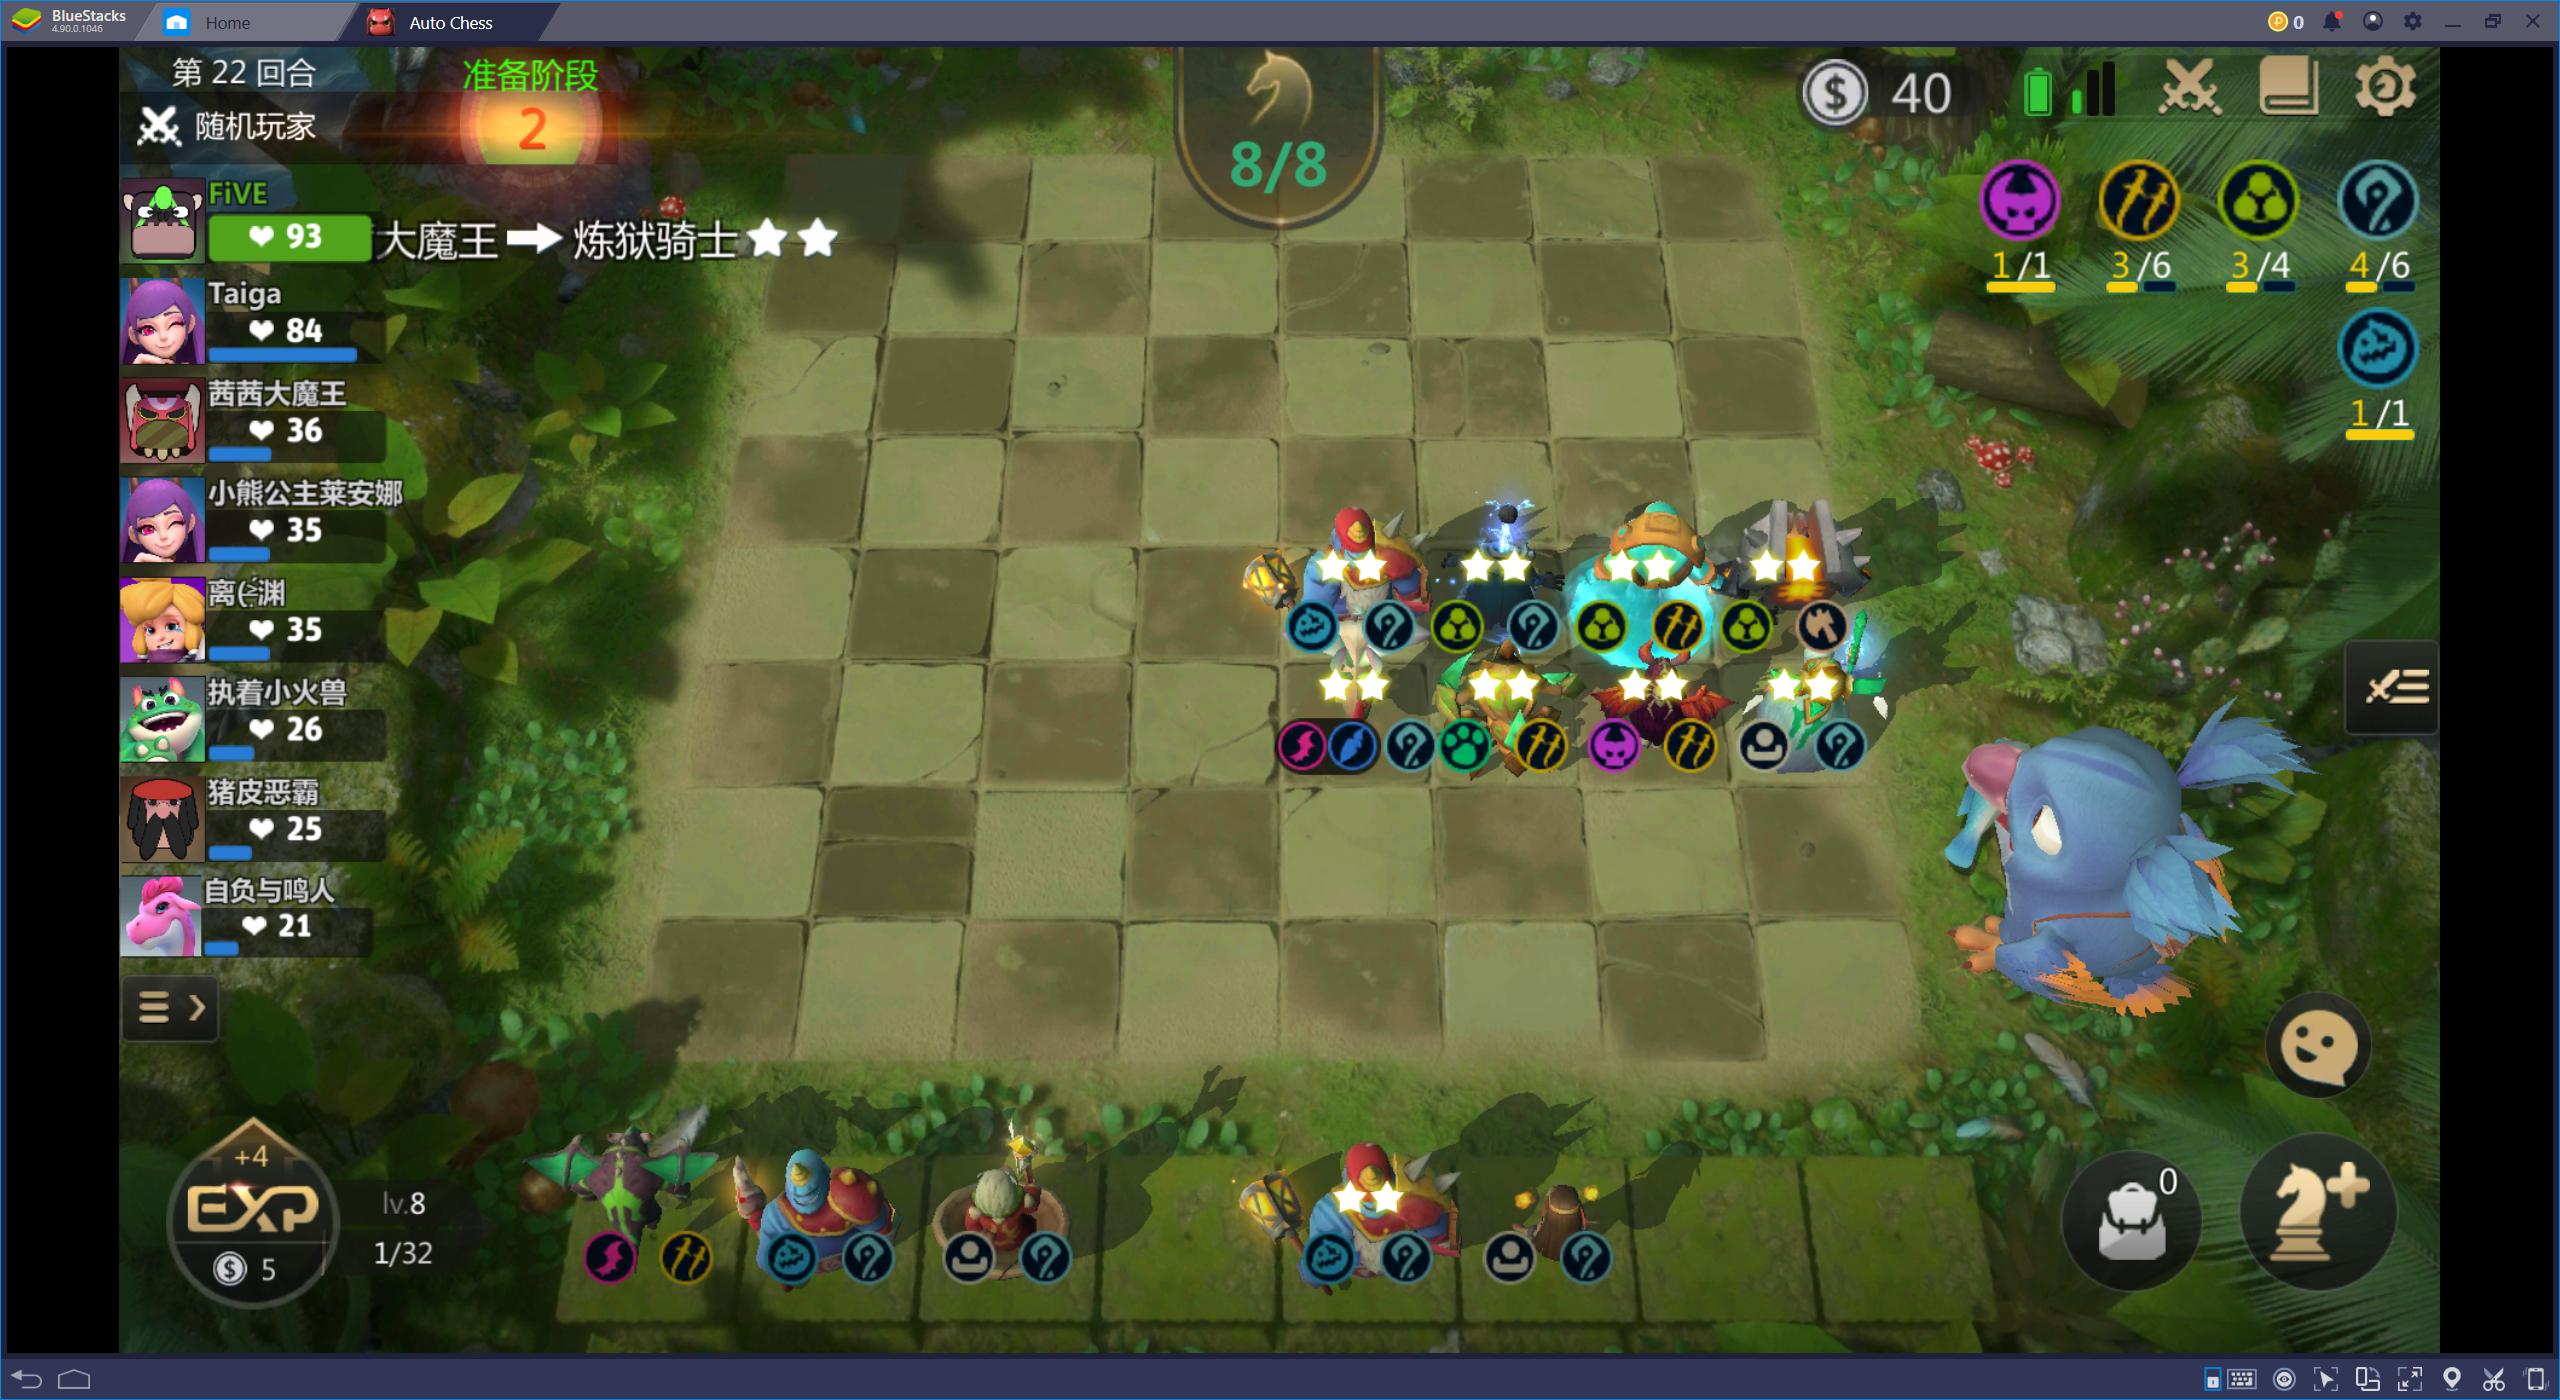 BlueStacks
4.90.0.1046
Home
Auto Chess
0
第 22 回合
准备阶段
随机玩家
2
8/8
40
1/1
3/6
3/4
4/6
1/1
FiVE
93
大魔王 → 炼狱骑士
Taiga
84
茜茜大魔王
36
小熊公主莱安娜
35
离(≥渊
35
执着小火兽
26
猪皮恶霸
25
自负与鸣人
21
+4
EXP
5
lv.8
1/32
0